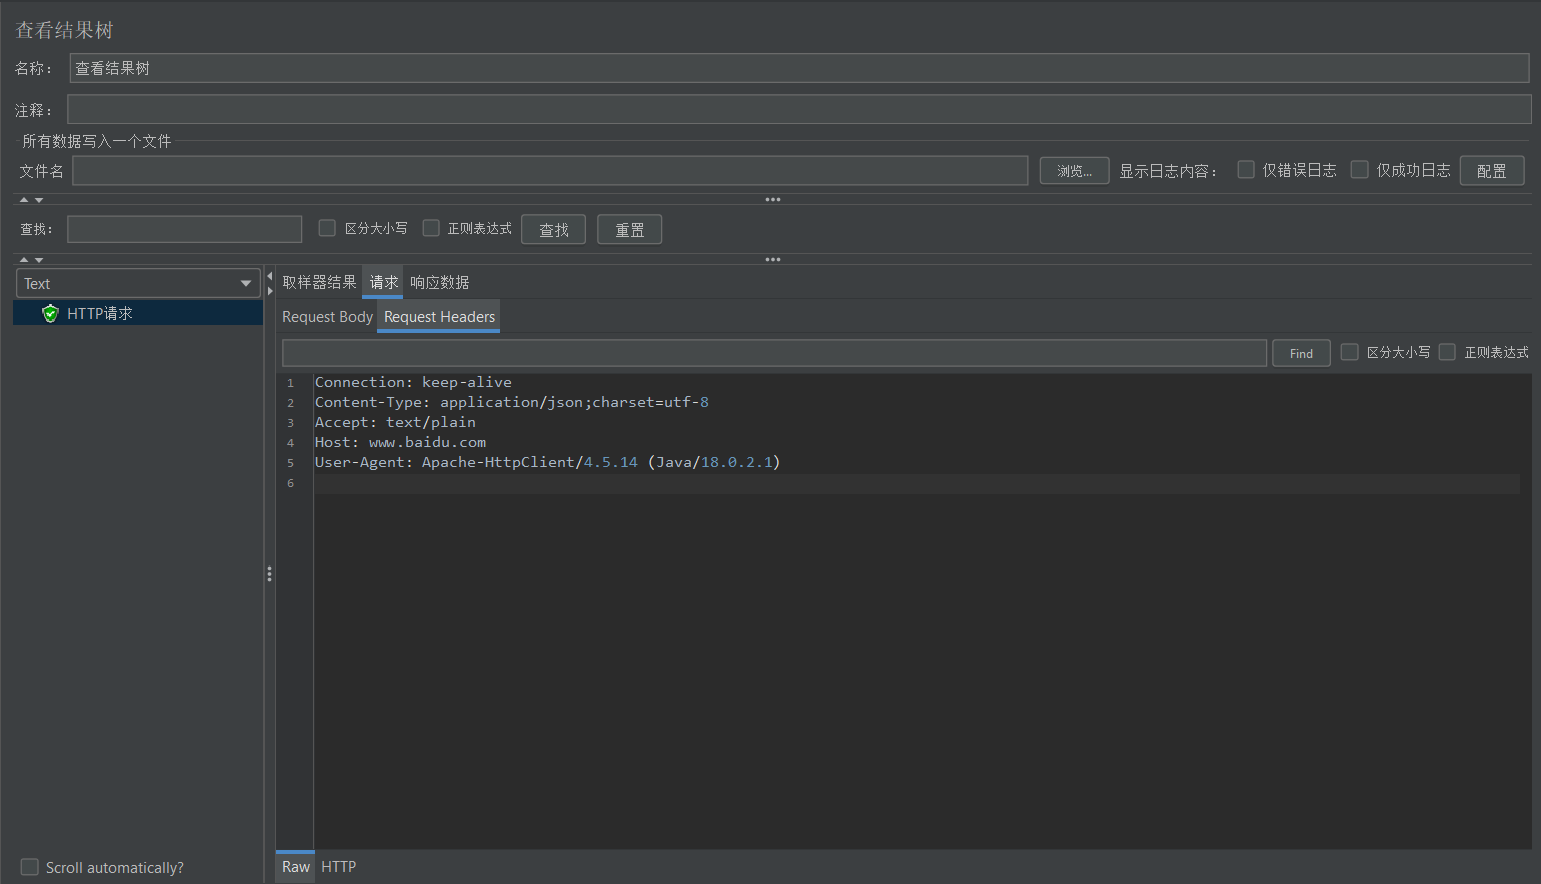 查看结果树
名称： 查看结果树
注释：
所有数据写入一个文件
文件名 浏览... 显示日志内容： 仅错误日志 仅成功日志 配置
查找： 区分大小写 正则表达式 查找 重置
Text
HTTP请求
取样器结果 请求 响应数据
Request Body Request Headers
Find 区分大小写 正则表达式
1 Connection: keep-alive
2 Content-Type: application/json;charset=utf-8
3 Accept: text/plain
4 Host: www.baidu.com
5 User-Agent: Apache-HttpClient/4.5.14 (Java/18.0.2.1)
6
Scroll automatically?
Raw HTTP